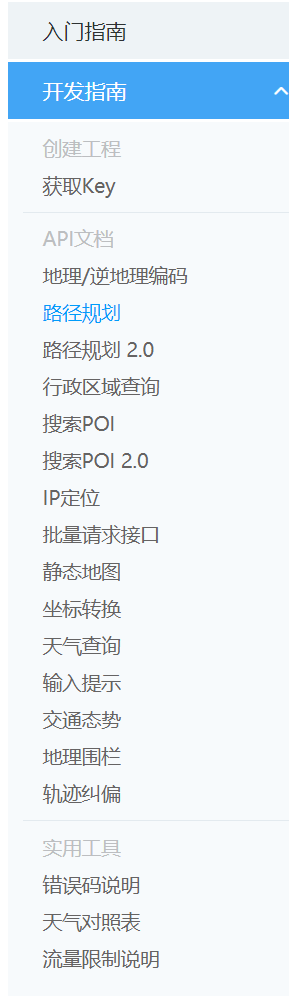 入门指南
开发指南
创建工程
获取Key
API文档
地理/逆地理编码
路径规划
路径规划 2.0
行政区域查询
搜索POI
搜索POI 2.0
IP定位
批量请求接口
静态地图
坐标转换
天气查询
输入提示
交通态势
地理围栏
轨迹纠偏
实用工具
错误码说明
天气对照表
流量限制说明